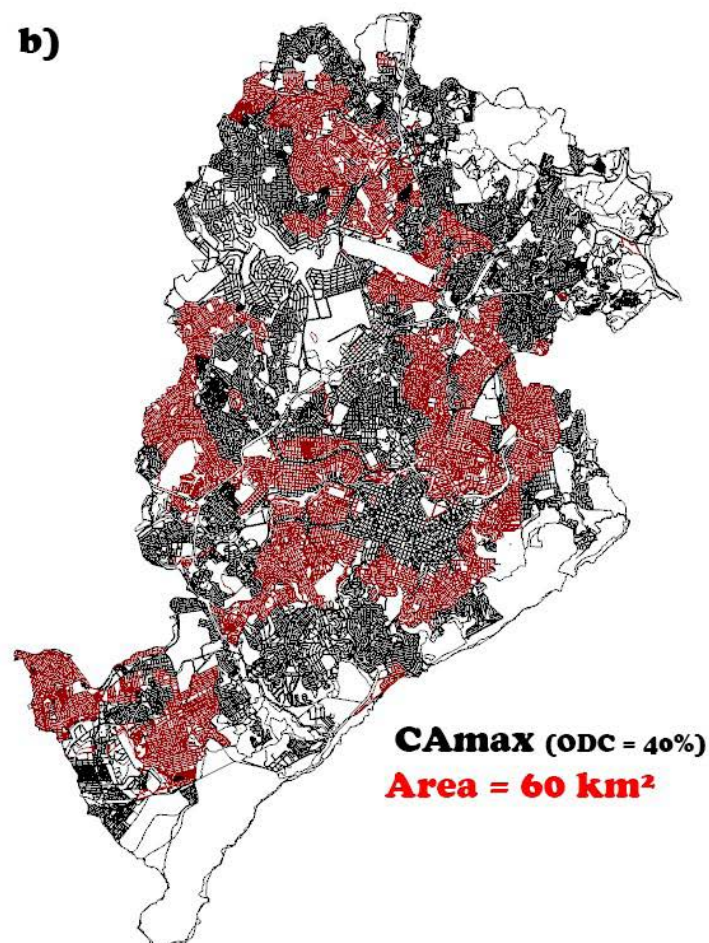 b)
CAmax (ODC = 40%)
Area = 60 km²